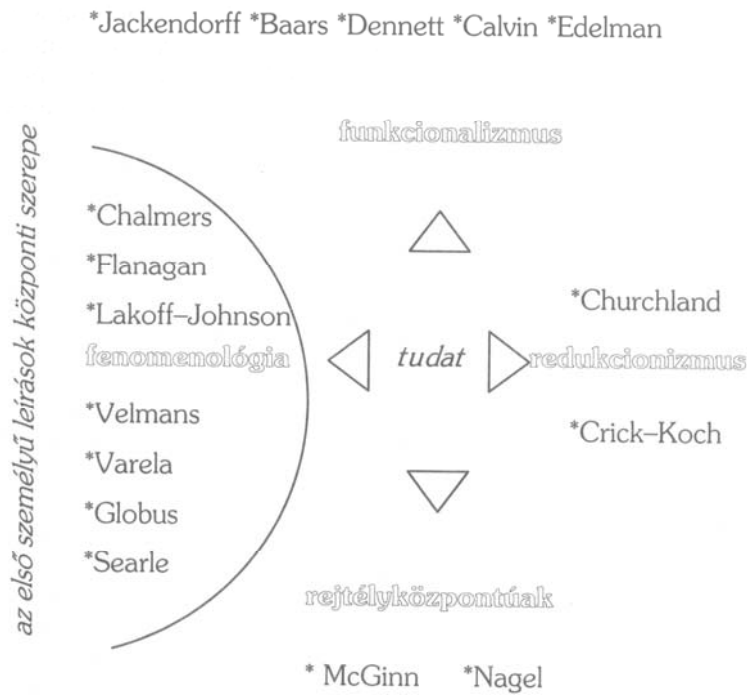 *Jackendorff *Baars *Dennett *Calvin *Edelman
funkcionalizmus
az első személyű leírások központi szerepe
*Chalmers
*Flanagan
*Lakoff–Johnson
*Churchland
fenomenológia
tudat
redukcionizmus
*Velmans
*Crick–Koch
*Varela
*Globus
*Searle
rejtélyközpontúak
* McGinn *Nagel